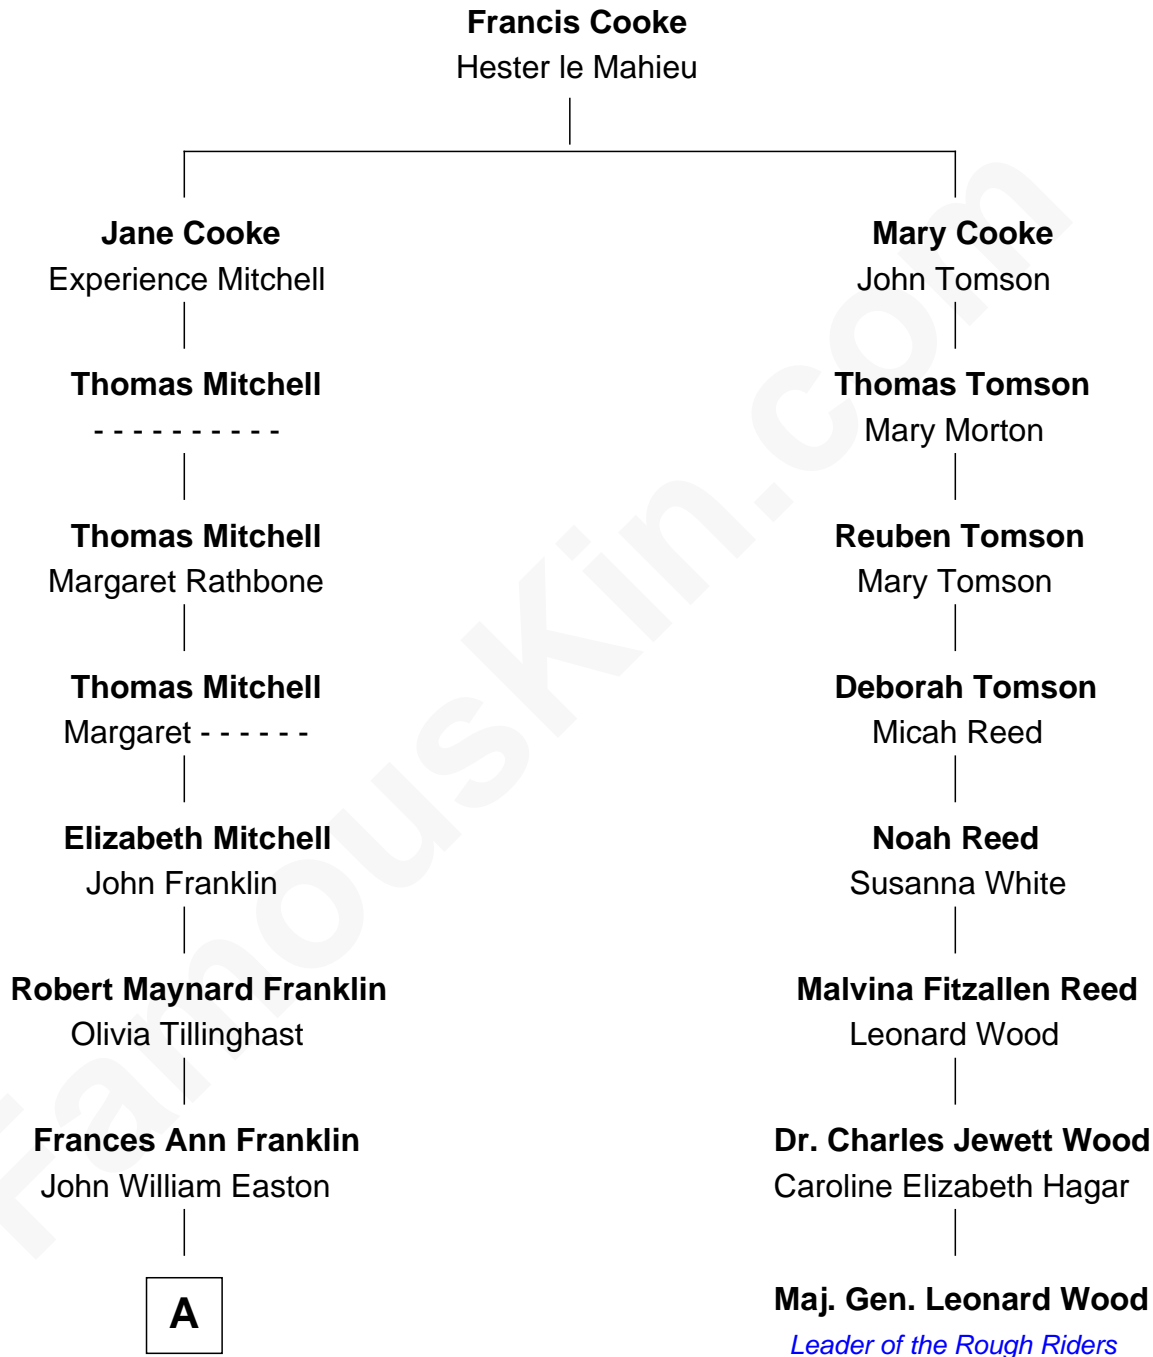 Francis Cooke
Hester le Mahieu
Jane Cooke
Experience Mitchell
Mary Cooke
John Tomson
Thomas Mitchell
- - - - - - - - - -
Thomas Tomson
Mary Morton
Thomas Mitchell
Margaret Rathbone
Reuben Tomson
Mary Tomson
Thomas Mitchell
Margaret - - - - - -
Deborah Tomson
Micah Reed
Elizabeth Mitchell
John Franklin
Noah Reed
Susanna White
Robert Maynard Franklin
Olivia Tillinghast
Malvina Fitzallen Reed
Leonard Wood
Frances Ann Franklin
John William Easton
Dr. Charles Jewett Wood
Caroline Elizabeth Hagar
A
Maj. Gen. Leonard Wood
Leader of the Rough Riders
FamousKin.com